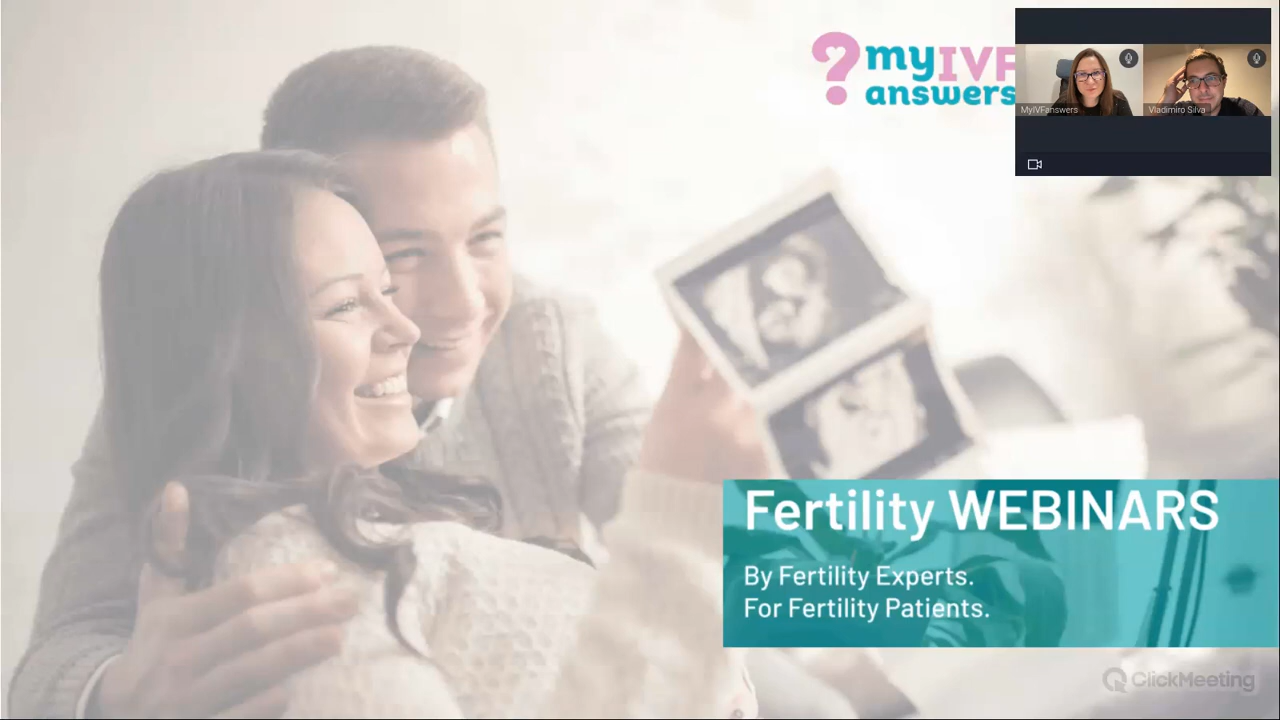 myIVF
answers
MyIVFanswers
Vladimiro Silva
Fertility WEBINARS
By Fertility Experts.
For Fertility Patients.
ClickMeeting